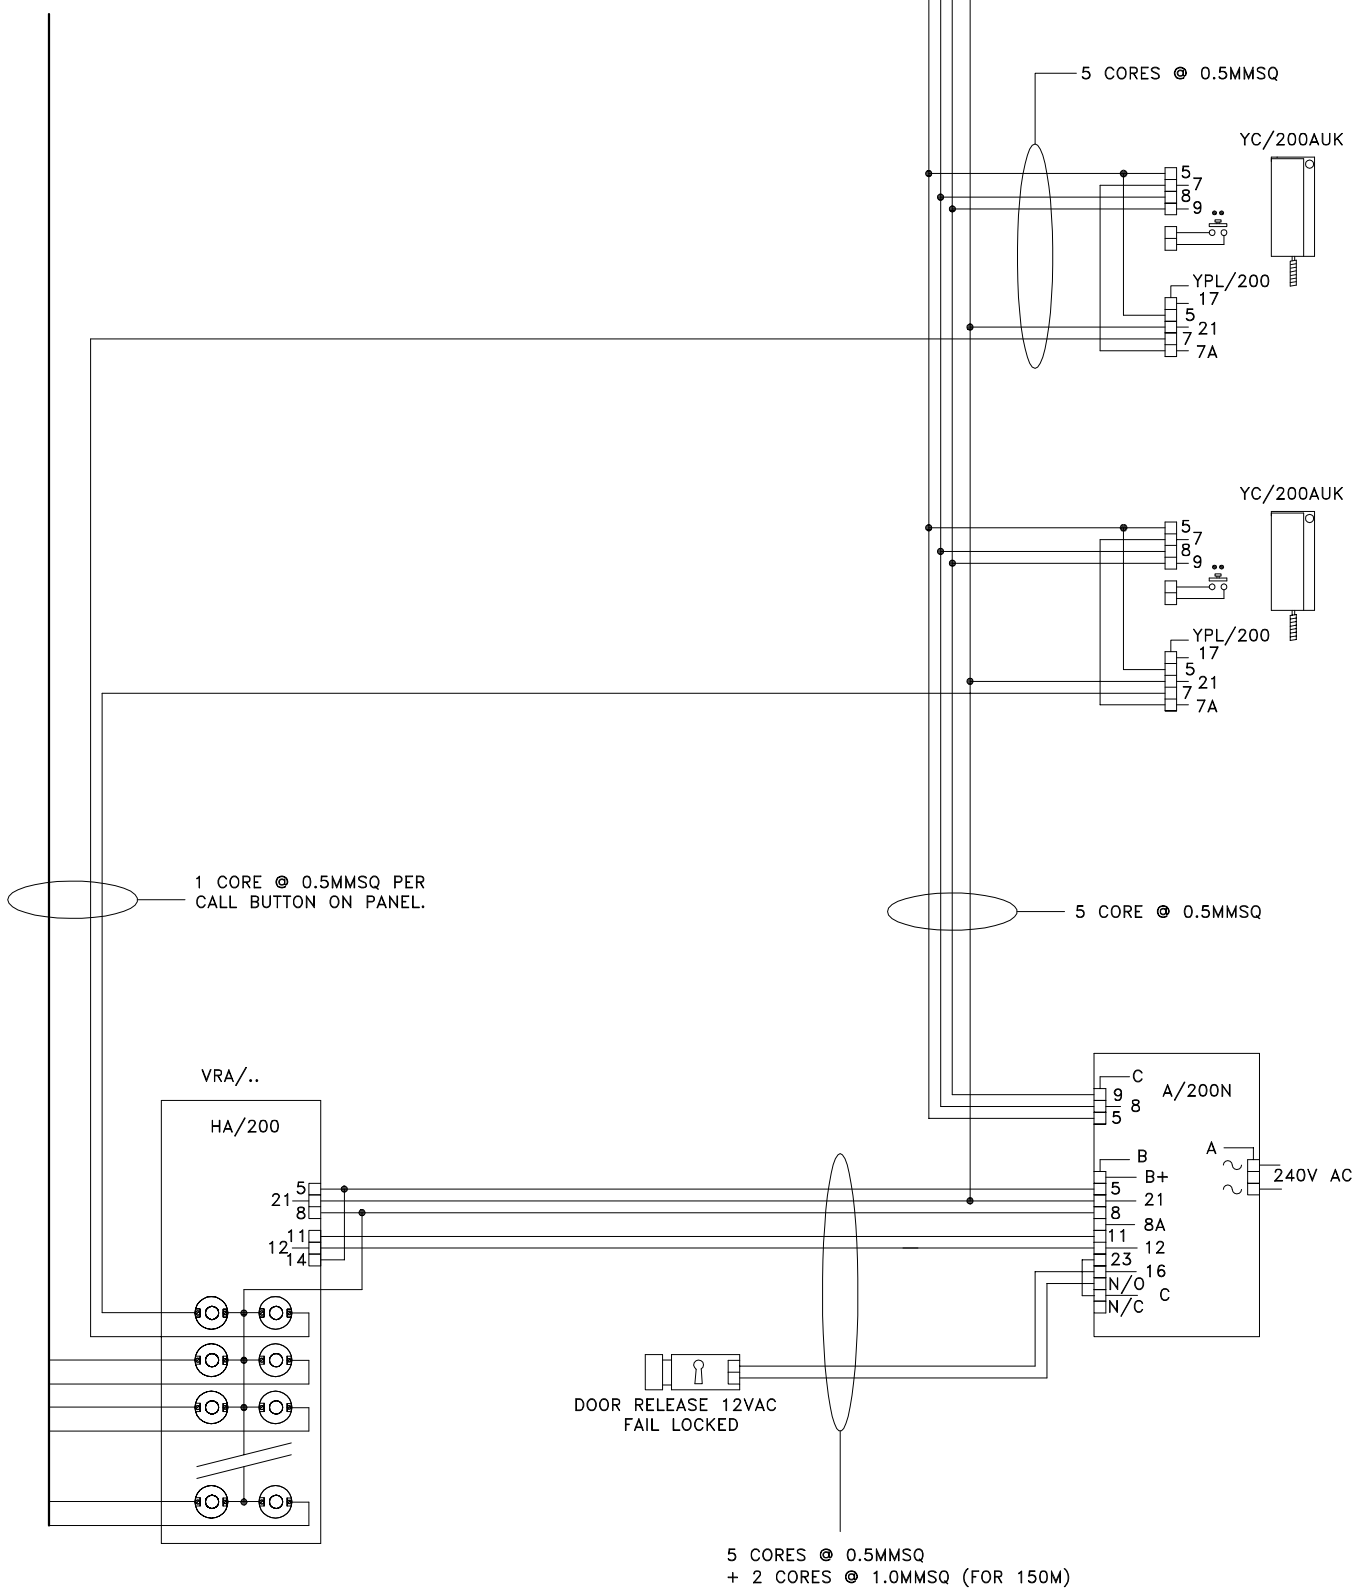 5 CORES @ 0.5MMSQ
YC/200AUK
5
7
8
9
YPL/200
17
5
21
7
7A
YC/200AUK
5
7
8
9
YPL/200
17
5
21
7
7A
1 CORE @ 0.5MMSQ PER
CALL BUTTON ON PANEL.
5 CORE @ 0.5MMSQ
VRA/..
HA/200
5
21
8
11
12
14
C
A/200N
9
8
5
A
240V AC
B
B+
5
21
8
8A
11
12
23
16
N/O
C
N/C
DOOR RELEASE 12VAC
FAIL LOCKED
5 CORES @ 0.5MMSQ
+ 2 CORES @ 1.0MMSQ (FOR 150M)